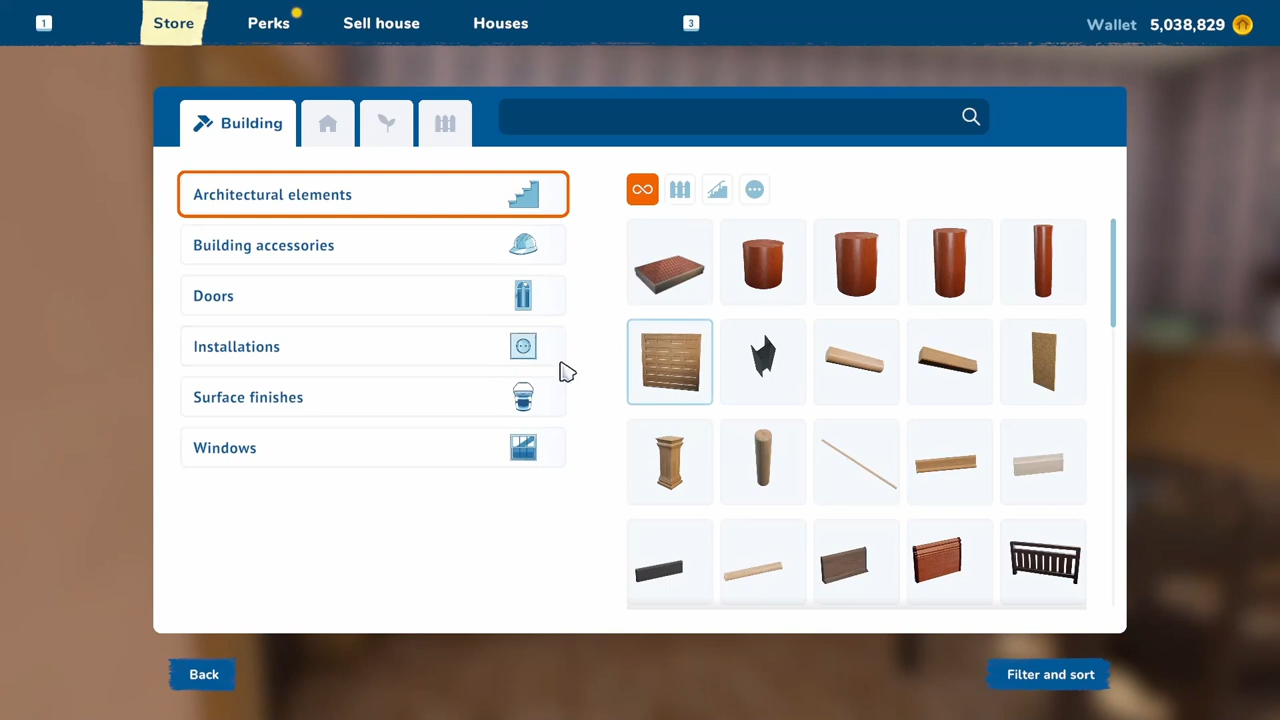 1 Store Perks Sell house Houses 3 Wallet 5,038,829
Building
Architectural elements
Building accessories
Doors
Installations
Surface finishes
Windows
Back Filter and sort